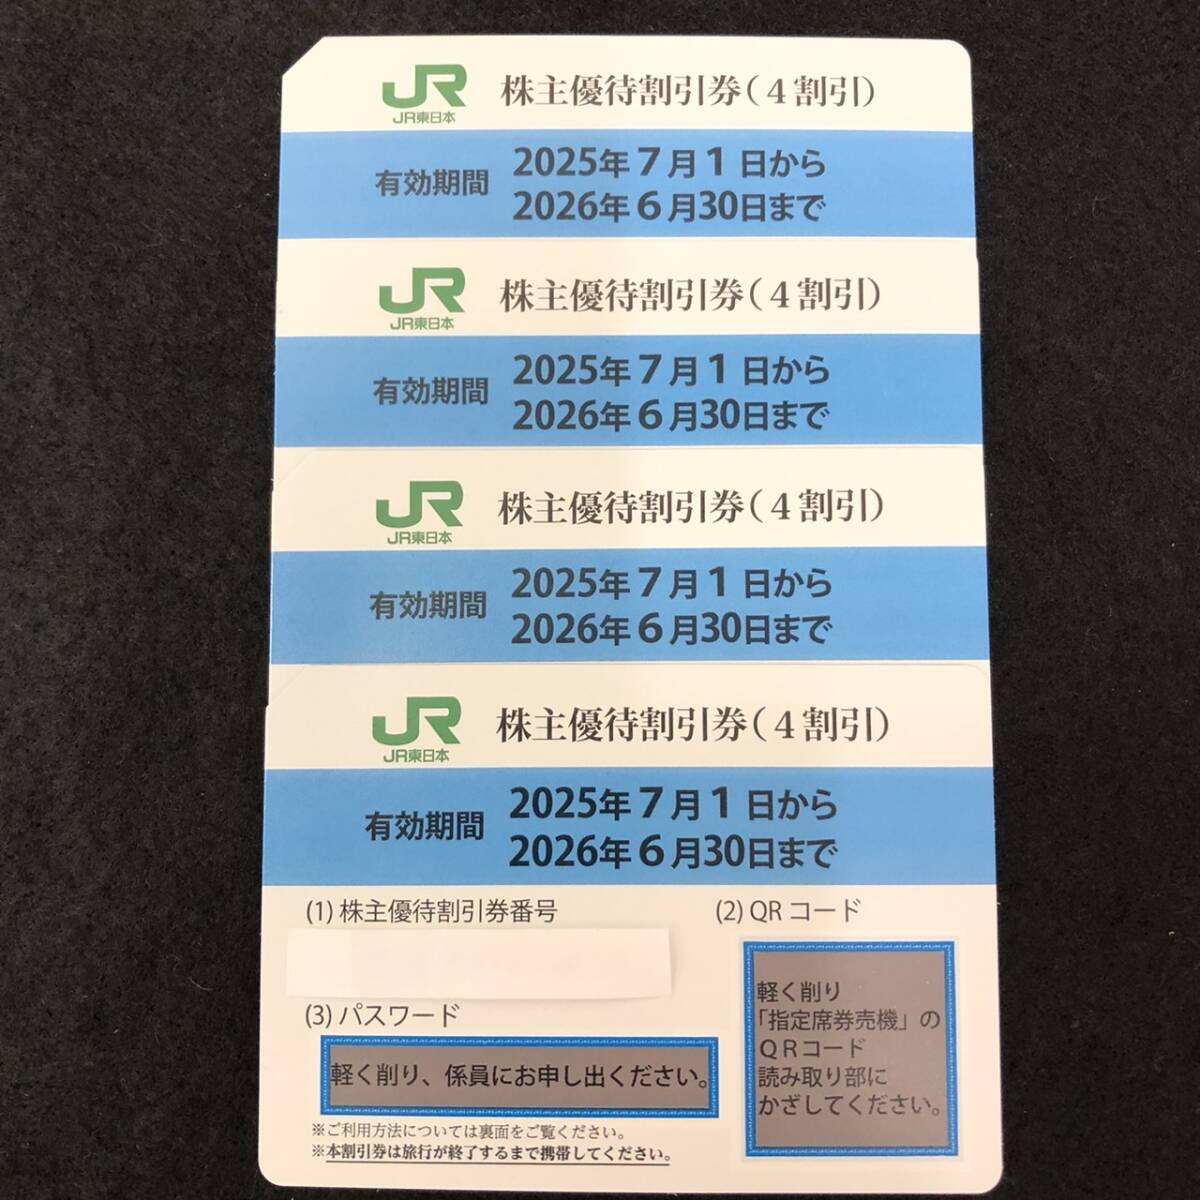 JR
JR東日本
株主優待割引券(4割引)
有効期間
2025年7月1日から
2026年6月30日まで
JR
JR東日本
株主優待割引券(4割引)
有効期間
2025年7月1日から
2026年6月30日まで
JR
JR東日本
株主優待割引券(4割引)
有効期間
2025年7月1日から
2026年6月30日まで
JR
JR東日本
株主優待割引券(4割引)
有効期間
2025年7月1日から
2026年6月30日まで
(1) 株主優待割引券番号
(2) QR コード
軽く削り
「指定席券売機」の
QRコード
読み取り部に
かざしてください。
(3) パスワード
軽く削り、係員にお申し出ください。
※ご利用方法については裏面をご覧ください。
※本割引券は旅行が終了するまで携帯してください。